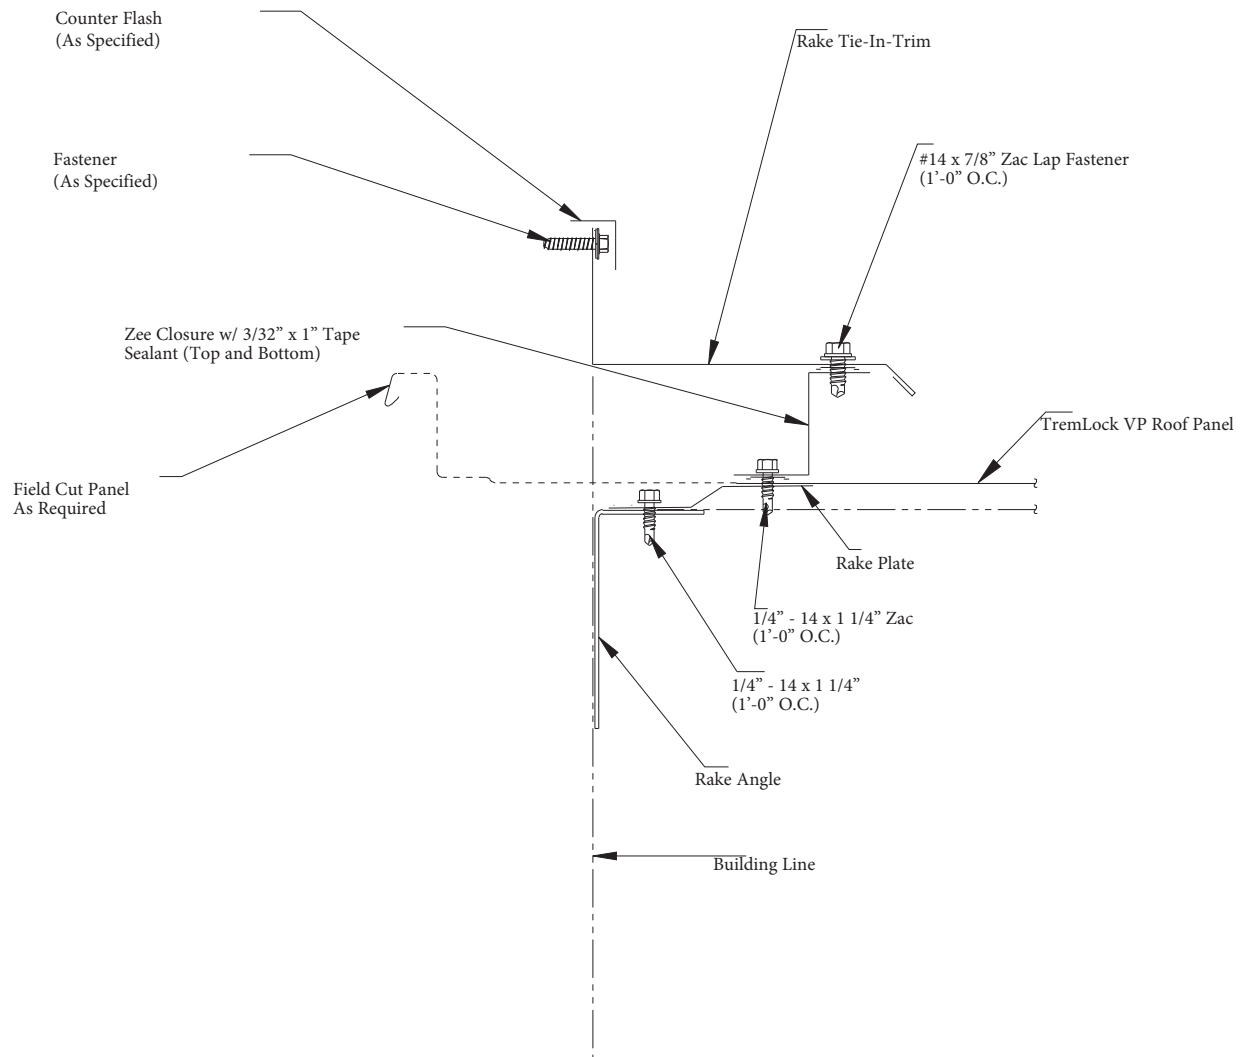 Counter Flash
(As Specified)
Rake Tie-In-Trim
Fastener
(As Specified)
#14 x 7/8” Zac Lap Fastener
(1’-0” O.C.)
Zee Closure w/ 3/32” x 1” Tape
Sealant (Top and Bottom)
TremLock VP Roof Panel
Field Cut Panel
As Required
Rake Plate
1/4” - 14 x 1 1/4” Zac
(1’-0” O.C.)
1/4” - 14 x 1 1/4”
(1’-0” O.C.)
Rake Angle
Building Line